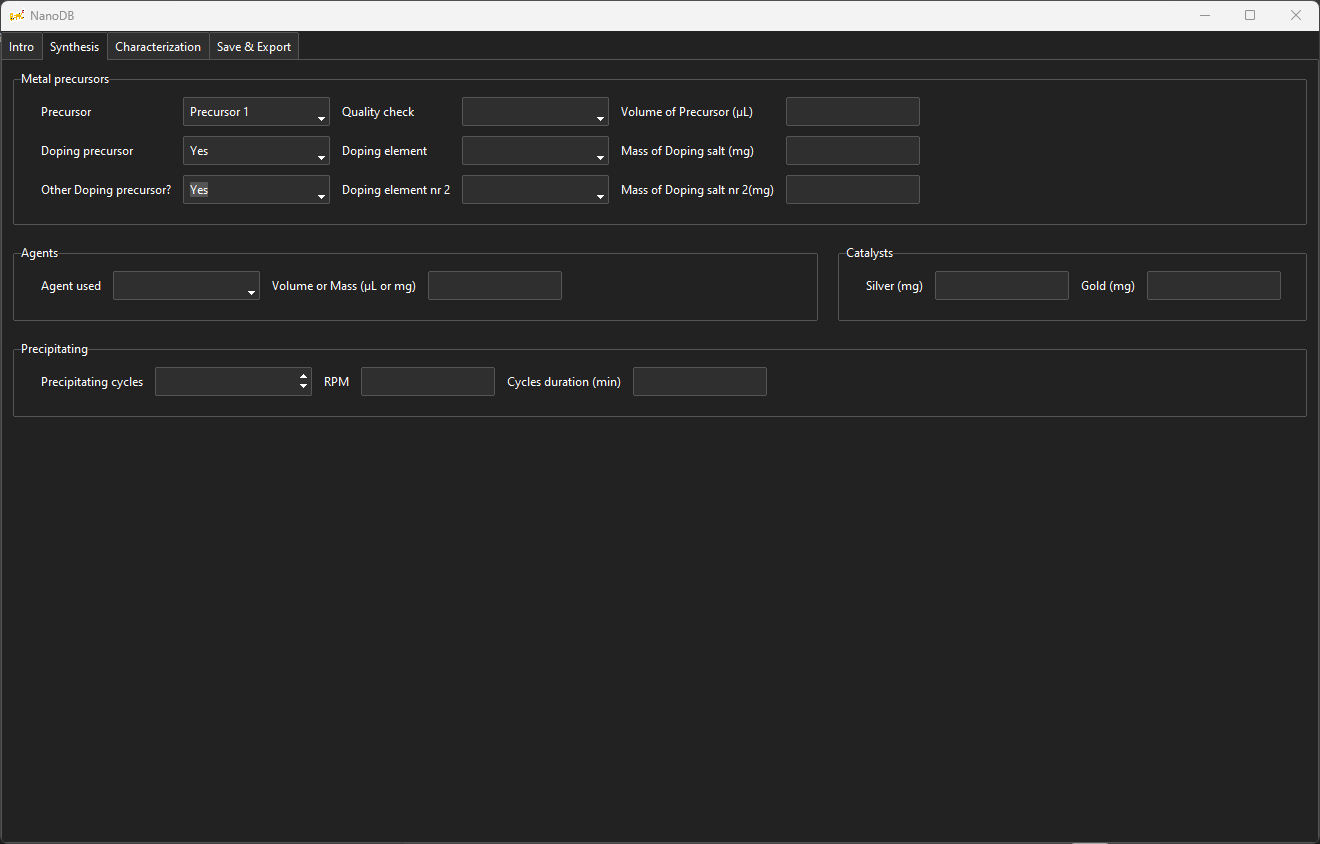 NanoDB
Intro Synthesis Characterization Save & Export
Metal precursors
Precursor Precursor 1 Quality check Volume of Precursor (µL)
Doping precursor Yes Doping element Mass of Doping salt (mg)
Other Doping precursor? Yes Doping element nr 2 Mass of Doping salt nr 2(mg)
Agents Catalysts
Agent used Volume or Mass (µL or mg) Silver (mg) Gold (mg)
Precipitating
Precipitating cycles RPM Cycles duration (min)